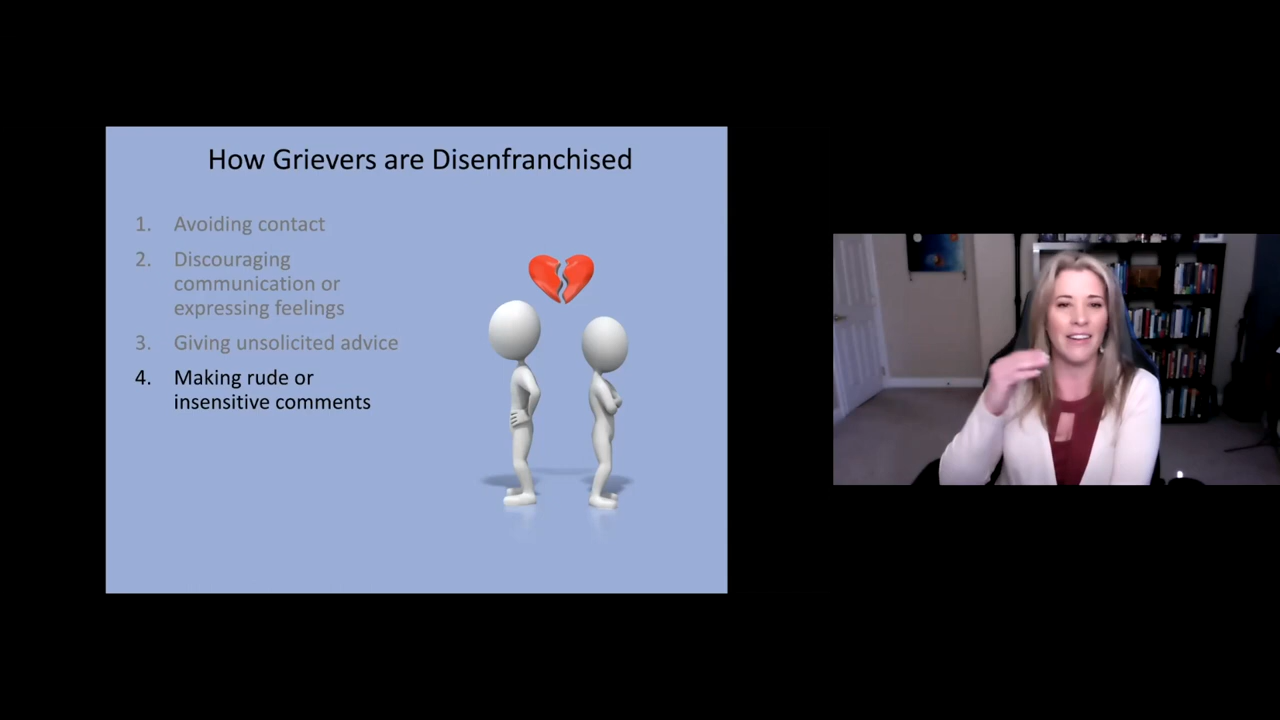 How Grievers are Disenfranchised
1. Avoiding contact
2. Discouraging
communication or
expressing feelings
3. Giving unsolicited advice
4. Making rude or
insensitive comments